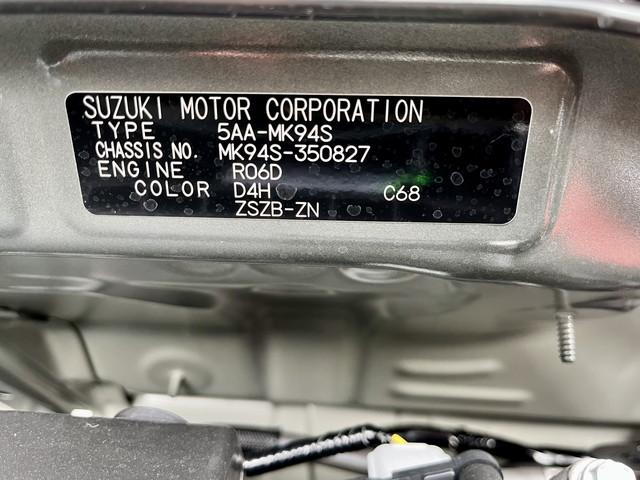 SUZUKI MOTOR CORPORATION
TYPE 5AA-MK94S
CHASSIS NO. MK94S-350827
ENGINE R06D
COLOR D4H C68
ZSZB-ZN